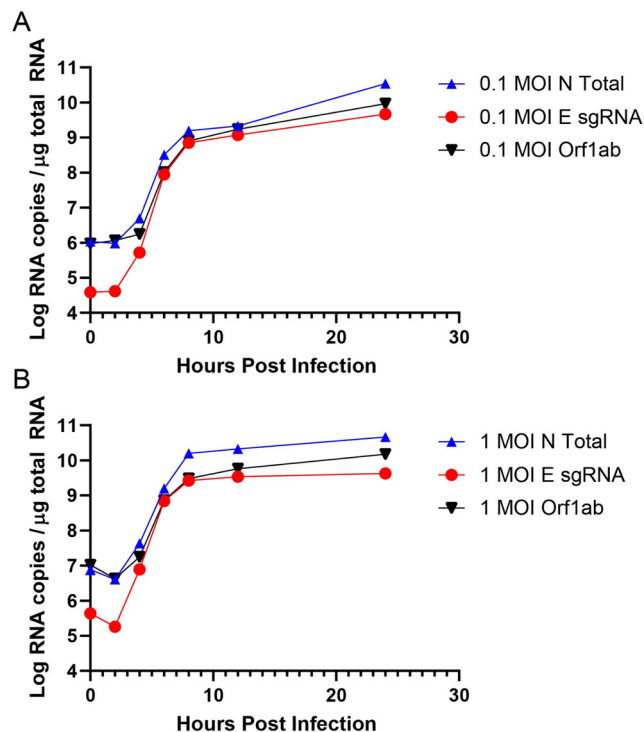 A
Log RNA copies / μg total RNA
11
10
9
8
7
6
5
4
0
10
20
30
Hours Post Infection
0.1 MOI N Total
0.1 MOI E sgRNA
0.1 MOI Orf1ab
B
Log RNA copies / μg total RNA
11
10
9
8
7
6
5
4
0
10
20
30
Hours Post Infection
1 MOI N Total
1 MOI E sgRNA
1 MOI Orf1ab